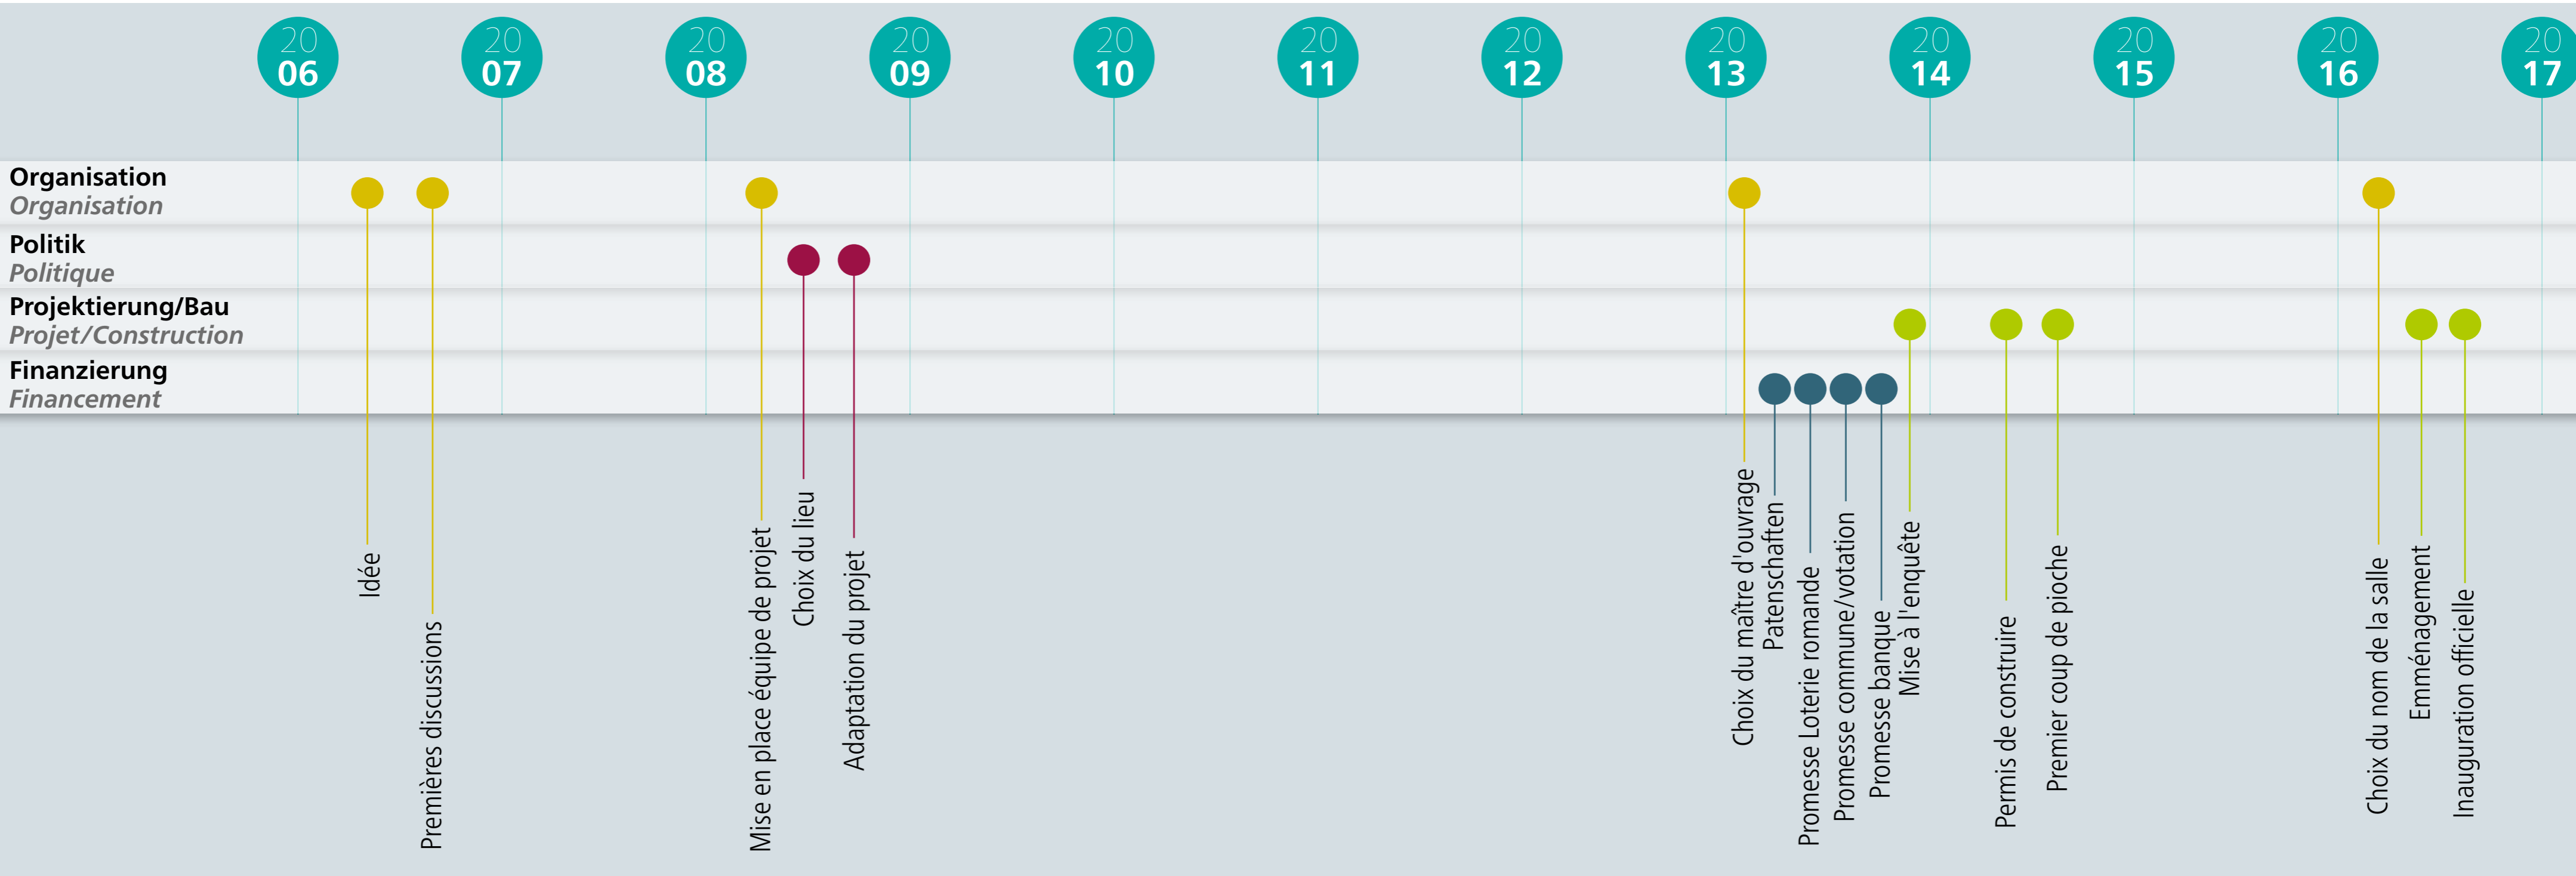 20
06
20
07
20
08
20
09
20
10
20
11
20
12
20
13
20
14
20
15
20
16
20
17
Organisation
Organisation
Politik
Politique
Projektierung/Bau
Projet/Construction
Finanzierung
Financement
Idée
Premières discussions
Mise en place équipe de projet
Choix du lieu
Adaptation du projet
Choix du maître d'ouvrage
Patenschaften
Promesse Loterie romande
Promesse commune/votation
Promesse banque
Mise à l'enquête
Permis de construire
Premier coup de pioche
Choix du nom de la salle
Emménagement
Inauguration officielle